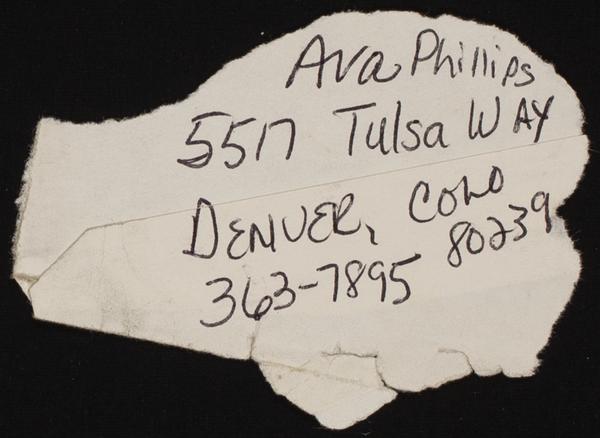 Ava Phillips
5517 Tulsa WAY
DENVER, COLO
80239
363-7895